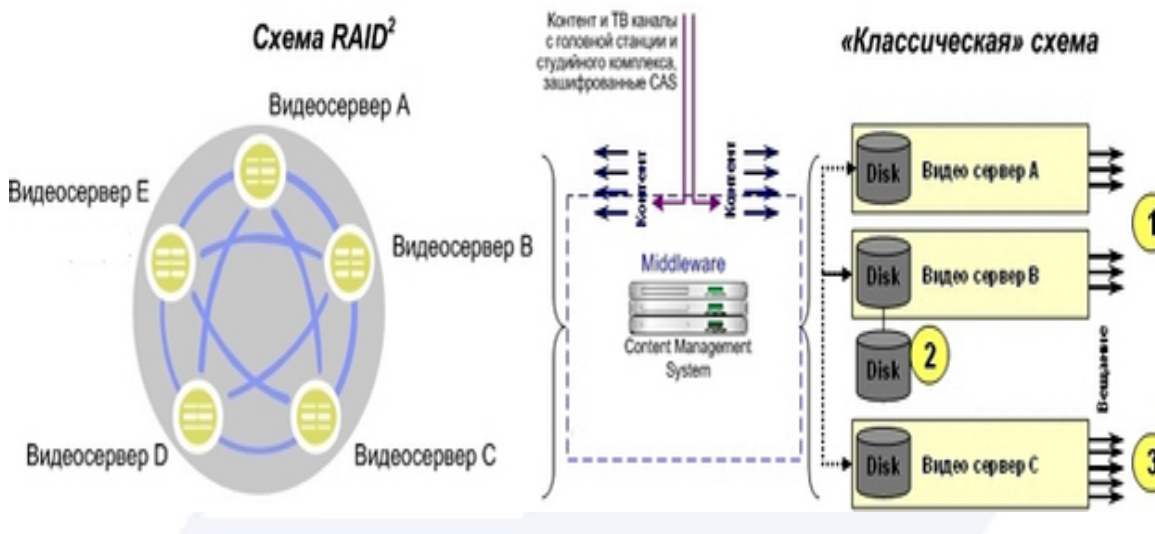 Схема RAID²
Видеосервер A
Видеосервер E
Видеосервер B
Видеосервер D
Видеосервер C
Контент и ТВ каналы
с головной станции и
студийного комплекса,
зашифрованные CAS
Контент
Контент
Middleware
Content Management
System
«Классическая» схема
Disk
Видео сервер A
1
Disk
Видео сервер B
Disk
2
Вещание
Disk
Видео сервер C
3